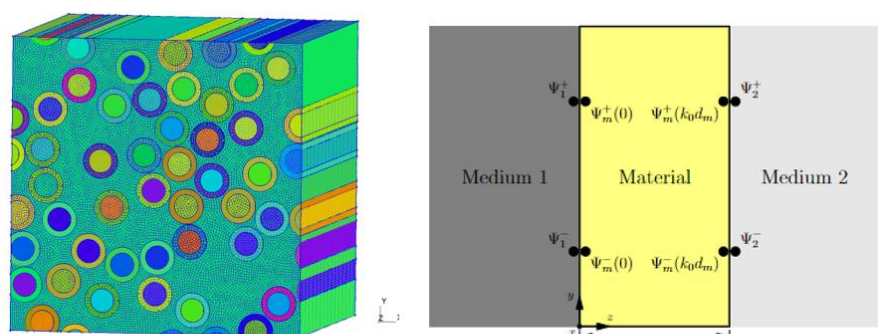 Y
Z X
Ψ₁⁺ Ψ₂⁺
Ψₘ⁺(0) Ψₘ⁺(k₀dₘ)
Medium 1 Material Medium 2
Ψ₁⁻ Ψ₂⁻
Ψₘ⁻(0) Ψₘ⁻(k₀dₘ)
y
x z